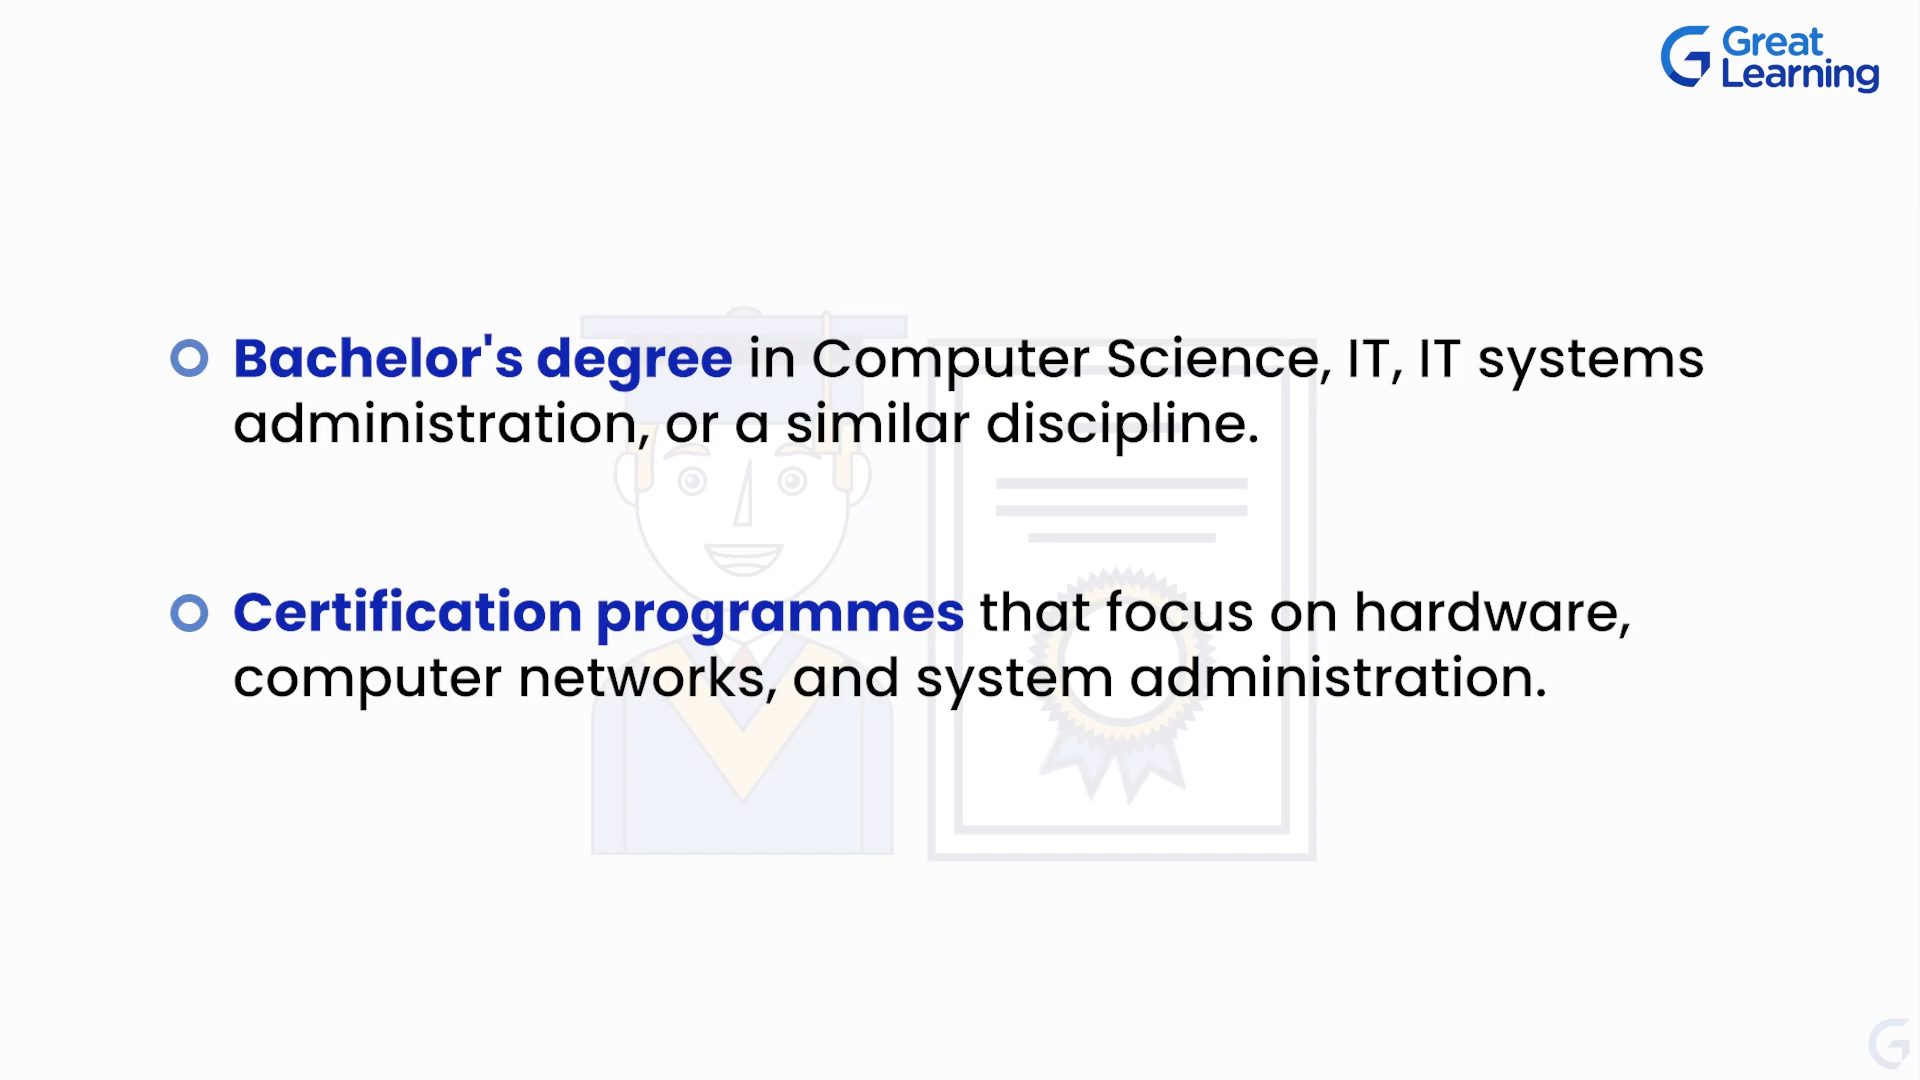 Great
Learning
Bachelor's degree in Computer Science, IT, IT systems
administration, or a similar discipline.
Certification programmes that focus on hardware,
computer networks, and system administration.